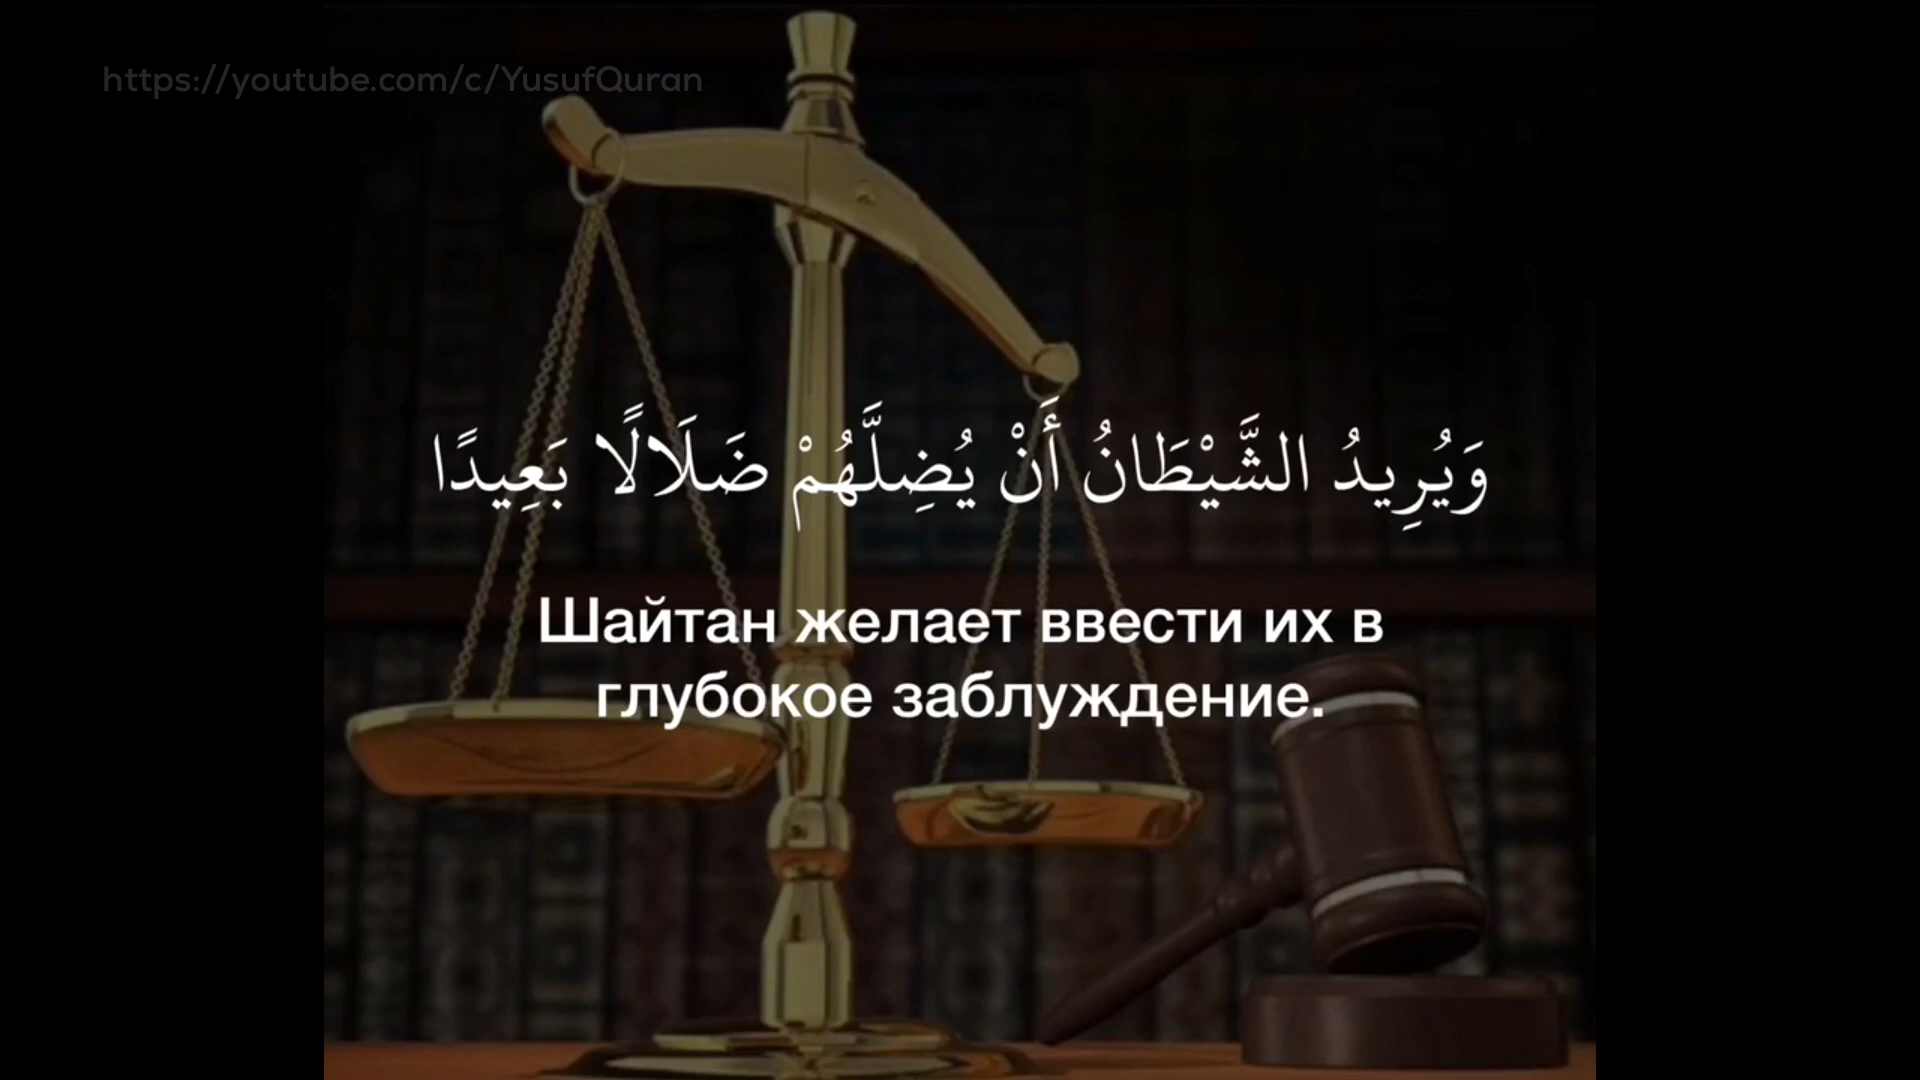 https://youtube.com/c/YusufQuran
وَيُرِيدُ الشَّيْطَانُ أَنْ يُضِلَّهُمْ ضَلَالًا بَعِيدًا
Шайтан желает ввести их в
глубокое заблуждение.